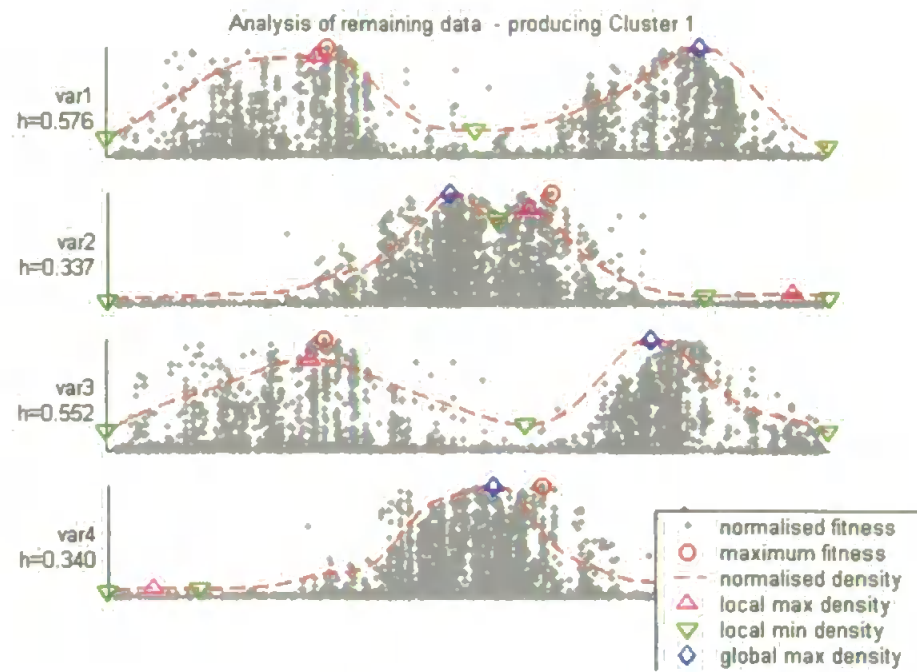 Analysis of remaining data - producing Cluster 1
var1
h=0.576
var2
h=0.337
var3
h=0.552
var4
h=0.340
normalised fitness
maximum fitness
normalised density
local max density
local min density
global max density